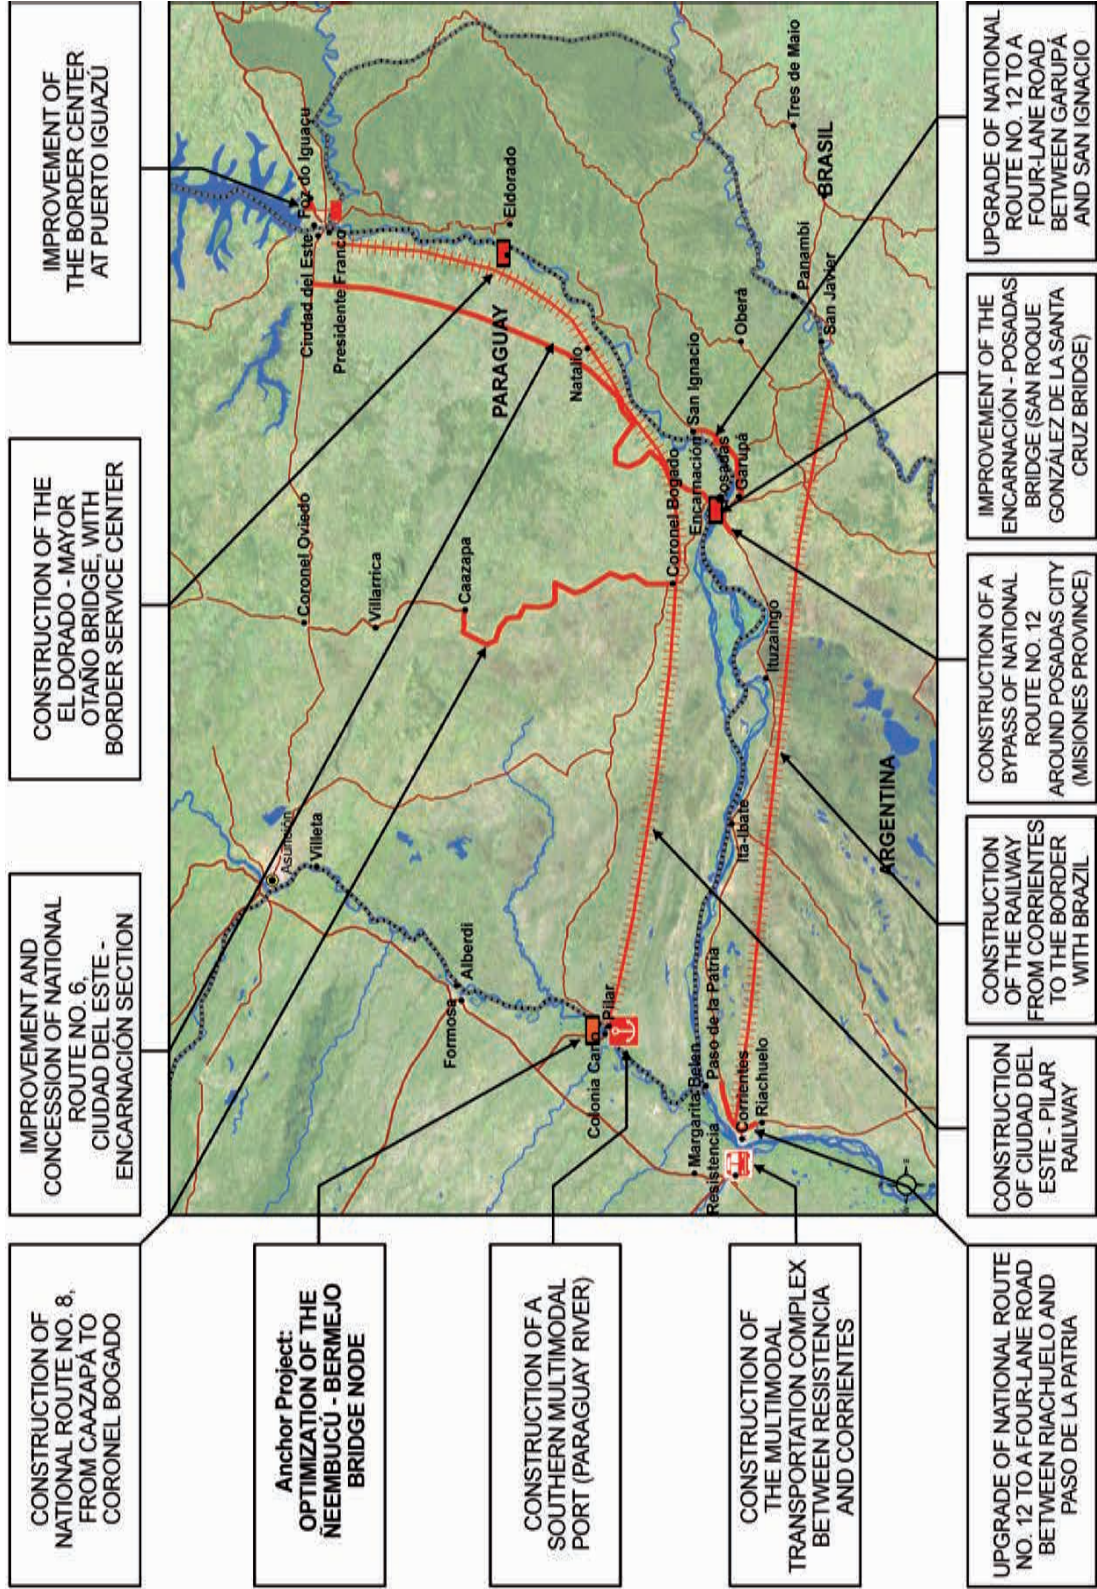 CONSTRUCTION OF
NATIONAL ROUTE NO. 8,
FROM CAAZAPÁ TO
CORONEL BOGADO
IMPROVEMENT AND
CONCESSION OF NATIONAL
ROUTE NO. 6,
CIUDAD DEL ESTE -
ENCARNACIÓN SECTION
CONSTRUCTION OF THE
EL DORADO - MAYOR
OTAÑO BRIDGE, WITH
BORDER SERVICE CENTER
IMPROVEMENT OF
THE BORDER CENTER
AT PUERTO IGUAZÚ
Anchor Project:
OPTIMIZATION OF THE
ÑEEMBUCÚ - BERMEJO
BRIDGE NODE
CONSTRUCTION OF A
SOUTHERN MULTIMODAL
PORT (PARAGUAY RIVER)
CONSTRUCTION OF
THE MULTIMODAL
TRANSPORTATION COMPLEX
BETWEEN RESISTENCIA
AND CORRIENTES
Asunción
Villeta
Coronel Oviedo
Villarrica
Caazapa
Ciudad del Este
Foz do Iguaçu
Presidente Franco
Eldorado
PARAGUAY
Natalio
Formosa
Alberdi
Colonia Cano
Pilar
Coronel Bogado
Encarnación
San Ignacio
Posadas
Garupá
Oberá
Panambí
San Javier
Tres de Maio
BRASIL
Margarita Belen
Paso de la Patria
Resistencia
Corrientes
Riachuelo
Ita-Ibate
Ituzaingo
ARGENTINA
UPGRADE OF NATIONAL ROUTE
NO. 12 TO A FOUR-LANE ROAD
BETWEEN RIACHUELO AND
PASO DE LA PATRIA
CONSTRUCTION
OF CIUDAD DEL
ESTE - PILAR
RAILWAY
CONSTRUCTION
OF THE RAILWAY
FROM CORRIENTES
TO THE BORDER
WITH BRAZIL
CONSTRUCTION OF A
BYPASS OF NATIONAL
ROUTE NO. 12
AROUND POSADAS CITY
(MISIONES PROVINCE)
IMPROVEMENT OF THE
ENCARNACIÓN - POSADAS
BRIDGE (SAN ROQUE
GONZÁLEZ DE LA SANTA
CRUZ BRIDGE)
UPGRADE OF NATIONAL
ROUTE NO. 12 TO A
FOUR-LANE ROAD
BETWEEN GARUPÁ
AND SAN IGNACIO